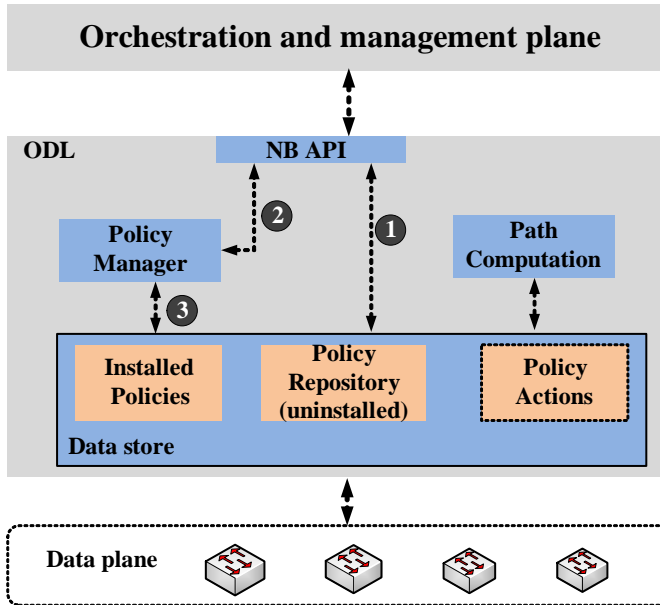 Orchestration and management plane
ODL
NB API
2
1
Policy
Manager
Path
Computation
3
Installed
Policies
Policy
Repository
(uninstalled)
Policy
Actions
Data store
Data plane